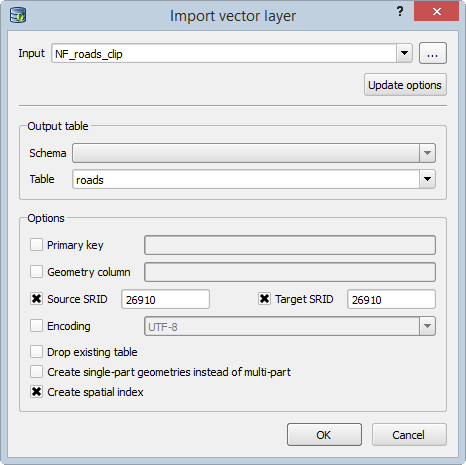 Import vector layer ?
Input NF_roads_clip ...
Update options
Output table
Schema
Table roads
Options
Primary key
Geometry column
Source SRID 26910 Target SRID 26910
Encoding UTF-8
Drop existing table
Create single-part geometries instead of multi-part
Create spatial index
OK Cancel